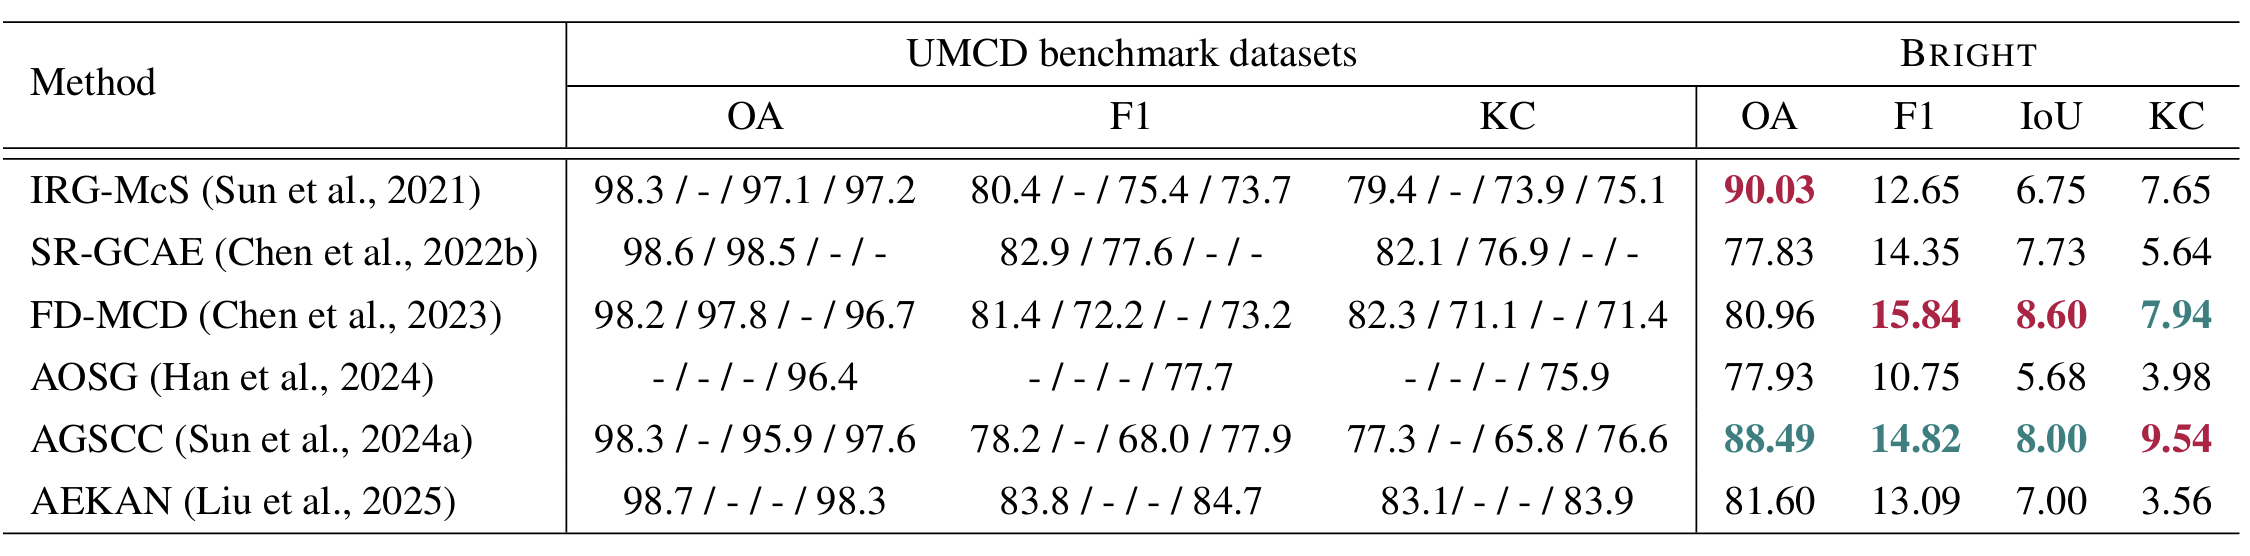 Method UMCD benchmark datasets BRIGHT
OA F1 KC OA F1 IoU KC
IRG-McS (Sun et al., 2021) 98.3 / - / 97.1 / 97.2 80.4 / - / 75.4 / 73.7 79.4 / - / 73.9 / 75.1 90.03 12.65 6.75 7.65
SR-GCAE (Chen et al., 2022b) 98.6 / 98.5 / - / - 82.9 / 77.6 / - / - 82.1 / 76.9 / - / - 77.83 14.35 7.73 5.64
FD-MCD (Chen et al., 2023) 98.2 / 97.8 / - / 96.7 81.4 / 72.2 / - / 73.2 82.3 / 71.1 / - / 71.4 80.96 15.84 8.60 7.94
AOSG (Han et al., 2024) - / - / - / 96.4 - / - / - / 77.7 - / - / - / 75.9 77.93 10.75 5.68 3.98
AGSCC (Sun et al., 2024a) 98.3 / - / 95.9 / 97.6 78.2 / - / 68.0 / 77.9 77.3 / - / 65.8 / 76.6 88.49 14.82 8.00 9.54
AEKAN (Liu et al., 2025) 98.7 / - / - / 98.3 83.8 / - / - / 84.7 83.1/ - / - / 83.9 81.60 13.09 7.00 3.56